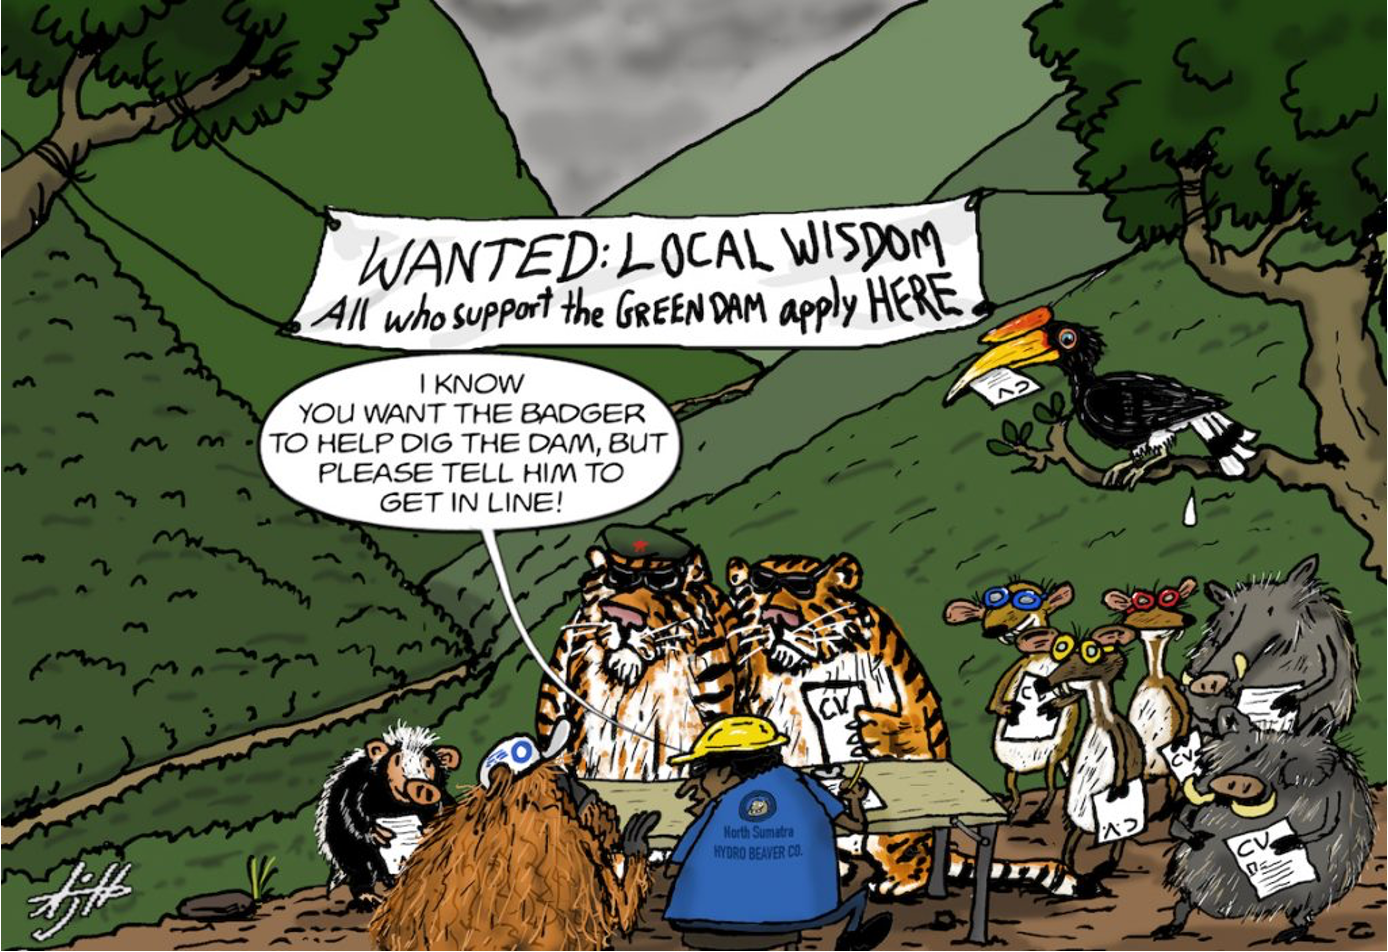 WANTED: LOCAL WISDOM
All who support the GREEN DAM apply HERE
I KNOW
YOU WANT THE BADGER
TO HELP DIG THE DAM, BUT
PLEASE TELL HIM TO
GET IN LINE!
CV
CV
C
CV
CV
CV
North Sumatra
HYDRO BEAVER CO.